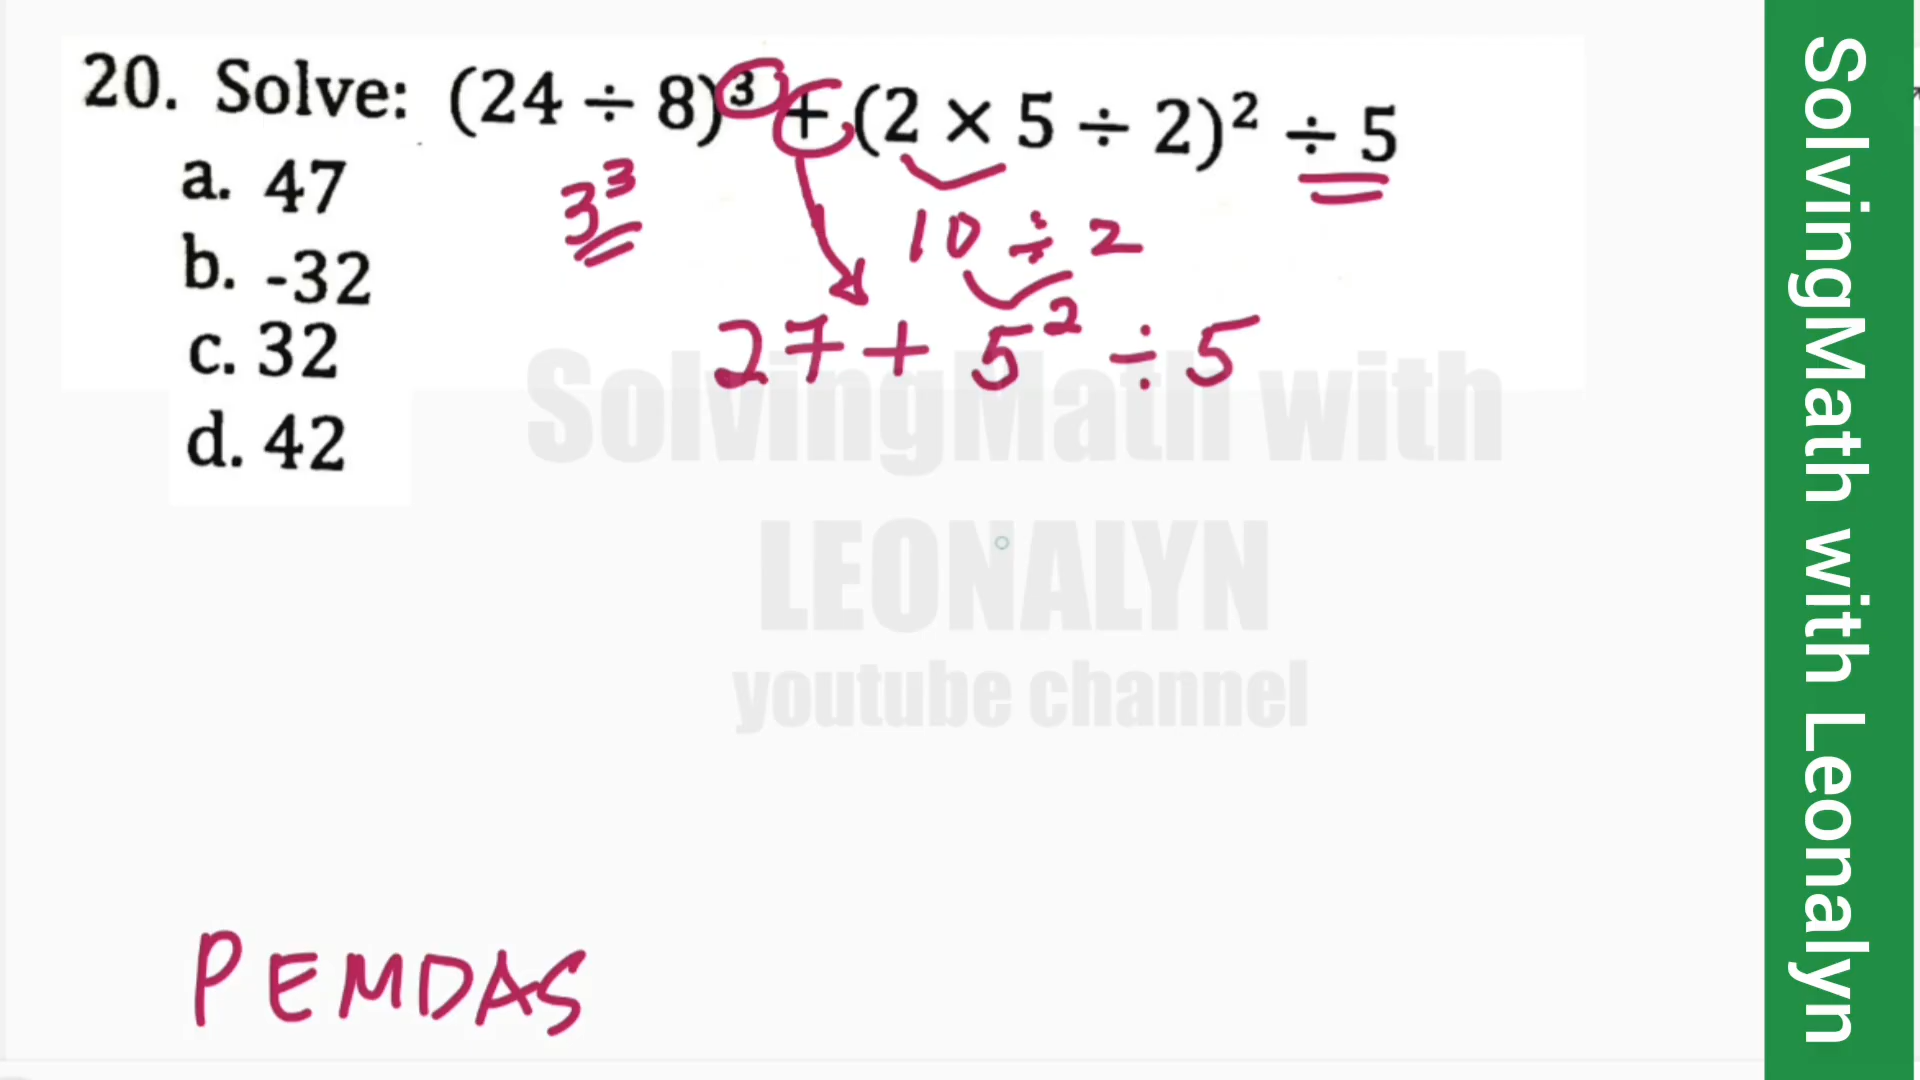 20. Solve: (24 ÷ 8)³ + (2 × 5 ÷ 2)² ÷ 5
a. 47
b. -32
c. 32
d. 42
3³
10 ÷ 2
27 + 5² ÷ 5
SolvingMath with
LEONALYN
youtube channel
PEMDAS
SolvingMath with Leonalyn